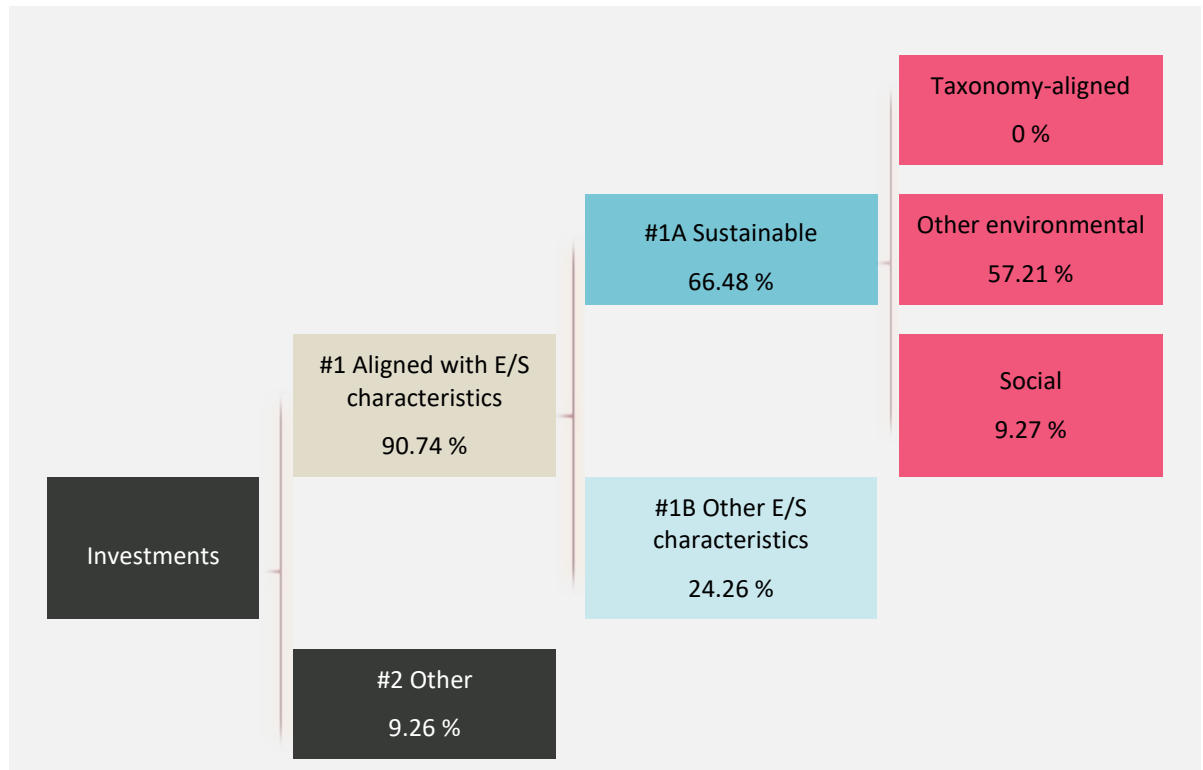 Investments
#1 Aligned with E/S
characteristics
90.74 %
#2 Other
9.26 %
#1A Sustainable
66.48 %
#1B Other E/S
characteristics
24.26 %
Taxonomy-aligned
0 %
Other environmental
57.21 %
Social
9.27 %